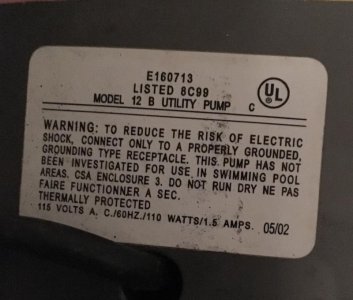 E160713
LISTED 8C99
MODEL 12 B UTILITY PUMP
C UL
WARNING: TO REDUCE THE RISK OF ELECTRIC
SHOCK, CONNECT ONLY TO A PROPERLY GROUNDED,
GROUNDING TYPE RECEPTACLE. THIS PUMP HAS NOT
BEEN INVESTIGATED FOR USE IN SWIMMING POOL
AREAS. CSA ENCLOSURE 3. DO NOT RUN DRY NE PAS
FAIRE FUNCTIONNER A SEC.
THERMALLY PROTECTED
115 VOLTS A. C./60HZ./110 WATTS/1.5 AMPS. 05/02